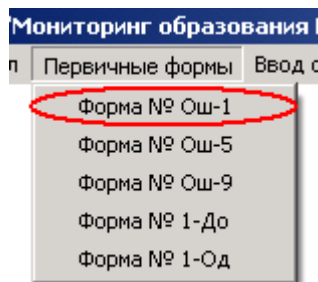 "Мониторинг образования
л Первичные формы Ввод с
Форма № Ош-1
Форма № Ош-5
Форма № Ош-9
Форма № 1-До
Форма № 1-Од